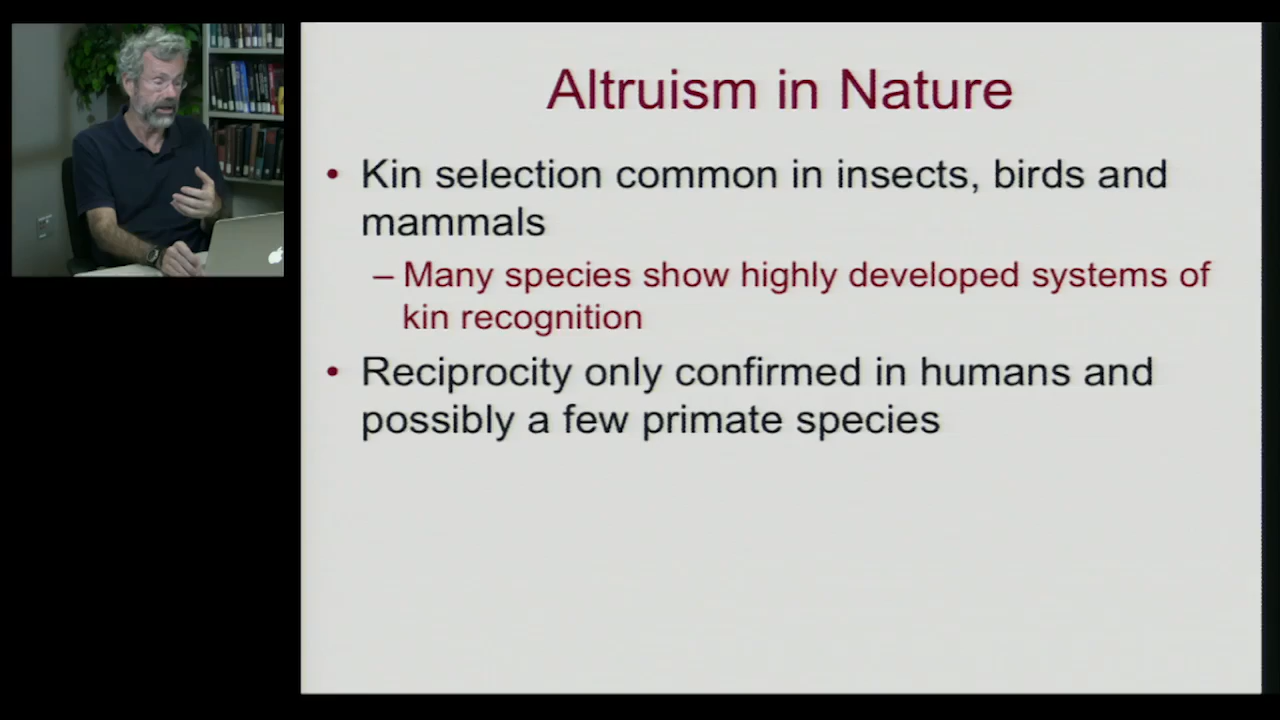 Altruism in Nature
• Kin selection common in insects, birds and
mammals
– Many species show highly developed systems of
kin recognition
• Reciprocity only confirmed in humans and
possibly a few primate species